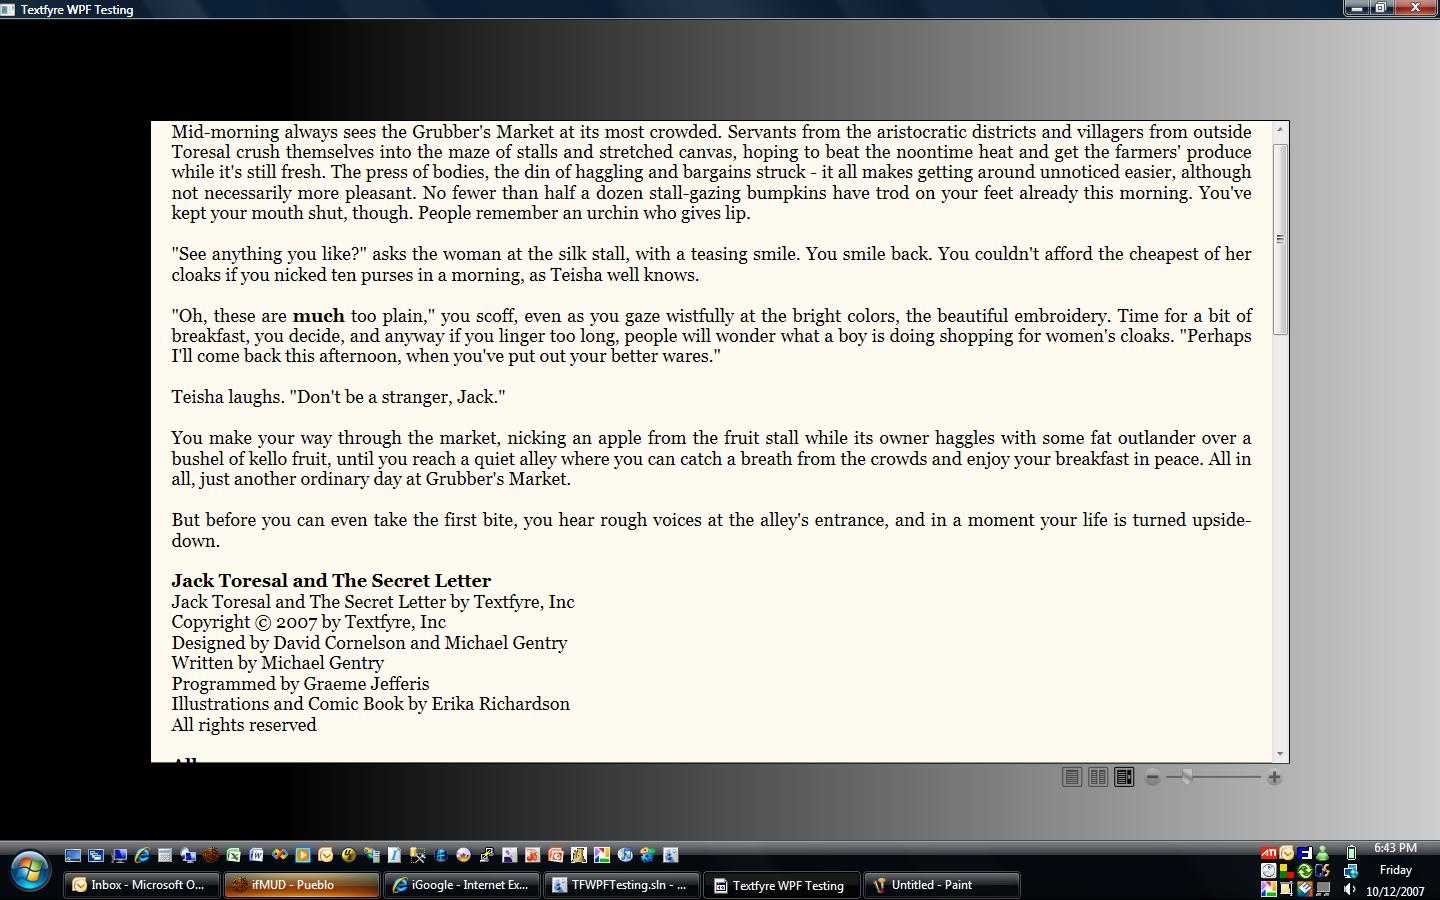 Textfyre WPF Testing
Mid-morning always sees the Grubber's Market at its most crowded. Servants from the aristocratic districts and villagers from outside
Toresal crush themselves into the maze of stalls and stretched canvas, hoping to beat the noontime heat and get the farmers' produce
while it's still fresh. The press of bodies, the din of haggling and bargains struck - it all makes getting around unnoticed easier, although
not necessarily more pleasant. No fewer than half a dozen stall-gazing bumpkins have trod on your feet already this morning. You've
kept your mouth shut, though. People remember an urchin who gives lip.
"See anything you like?" asks the woman at the silk stall, with a teasing smile. You smile back. You couldn't afford the cheapest of her
cloaks if you nicked ten purses in a morning, as Teisha well knows.
"Oh, these are much too plain," you scoff, even as you gaze wistfully at the bright colors, the beautiful embroidery. Time for a bit of
breakfast, you decide, and anyway if you linger too long, people will wonder what a boy is doing shopping for women's cloaks. "Perhaps
I'll come back this afternoon, when you've put out your better wares."
Teisha laughs. "Don't be a stranger, Jack."
You make your way through the market, nicking an apple from the fruit stall while its owner haggles with some fat outlander over a
bushel of kello fruit, until you reach a quiet alley where you can catch a breath from the crowds and enjoy your breakfast in peace. All in
all, just another ordinary day at Grubber's Market.
But before you can even take the first bite, you hear rough voices at the alley's entrance, and in a moment your life is turned upside-
down.
Jack Toresal and The Secret Letter
Jack Toresal and The Secret Letter by Textfyre, Inc
Copyright © 2007 by Textfyre, Inc
Designed by David Cornelson and Michael Gentry
Written by Michael Gentry
Programmed by Graeme Jefferis
Illustrations and Comic Book by Erika Richardson
All rights reserved
6:43 PM
Friday
10/12/2007
Inbox - Microsoft O...
ifMUD - Pueblo
iGoogle - Internet Ex...
TFWPFTesting.sln - ...
Textfyre WPF Testing
Untitled - Paint